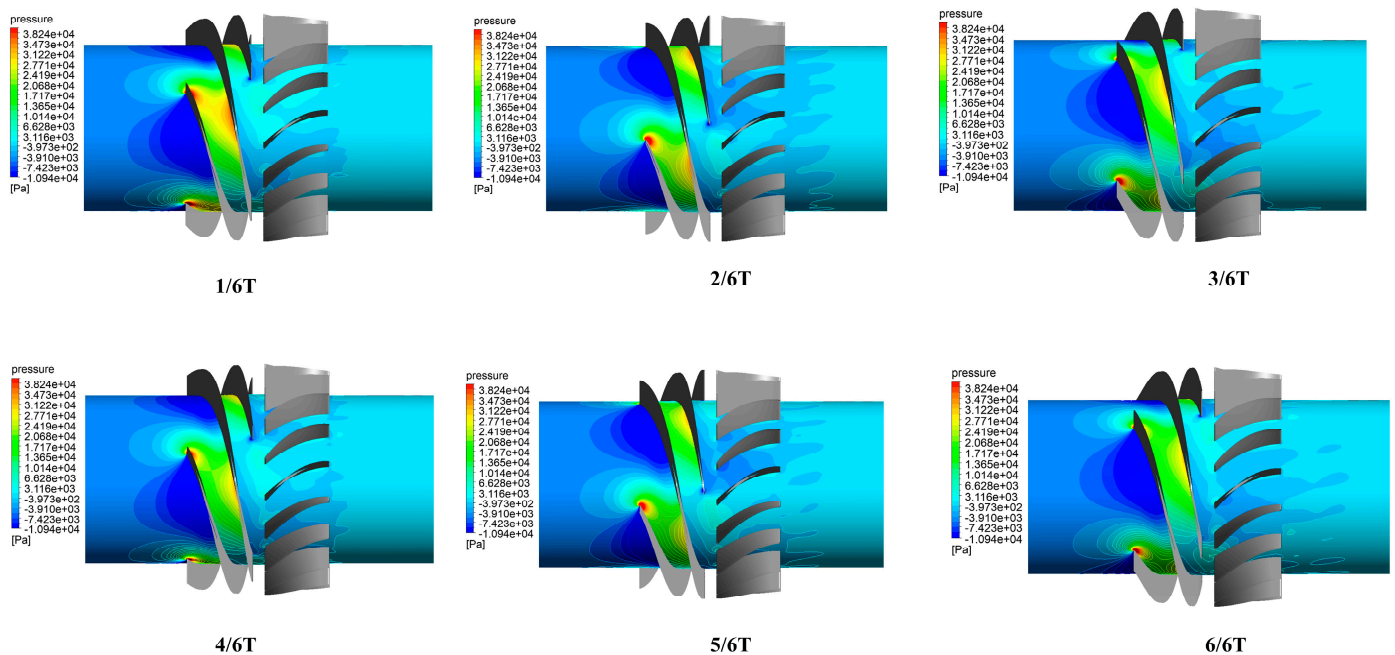 pressure
3.824e+04
3.473e+04
3.122e+04
2.771e+04
2.419e+04
2.068e+04
1.717e+04
1.365e+04
1.014e+04
6.628e+03
3.116e+03
-3.973e+02
-3.910e+03
-7.423e+03
-1.094e+04
[Pa]
1/6T
pressure
3.824e+04
3.473e+04
3.122e+04
2.771e+04
2.419e+04
2.068e+04
1.717e+04
1.365e+04
1.014e+04
6.628e+03
3.116e+03
-3.973e+02
-3.910e+03
-7.423e+03
-1.094e+04
[Pa]
2/6T
pressure
3.824e+04
3.473e+04
3.122e+04
2.771e+04
2.419e+04
2.068e+04
1.717e+04
1.365e+04
1.014e+04
6.628e+03
3.116e+03
-3.973e+02
-3.910e+03
-7.423e+03
-1.094e+04
[Pa]
3/6T
pressure
3.824e+04
3.473e+04
3.122e+04
2.771e+04
2.419e+04
2.068e+04
1.717e+04
1.365e+04
1.014e+04
6.628e+03
3.116e+03
-3.973e+02
-3.910e+03
-7.423e+03
-1.094e+04
[Pa]
4/6T
pressure
3.824e+04
3.473e+04
3.122e+04
2.771e+04
2.419e+04
2.068e+04
1.717e+04
1.365e+04
1.014e+04
6.628e+03
3.116e+03
-3.973e+02
-3.910e+03
-7.423e+03
-1.094e+04
[Pa]
5/6T
pressure
3.824e+04
3.473e+04
3.122e+04
2.771e+04
2.419e+04
2.068e+04
1.717e+04
1.365e+04
1.014e+04
6.628e+03
3.116e+03
-3.973e+02
-3.910e+03
-7.423e+03
-1.094e+04
[Pa]
6/6T